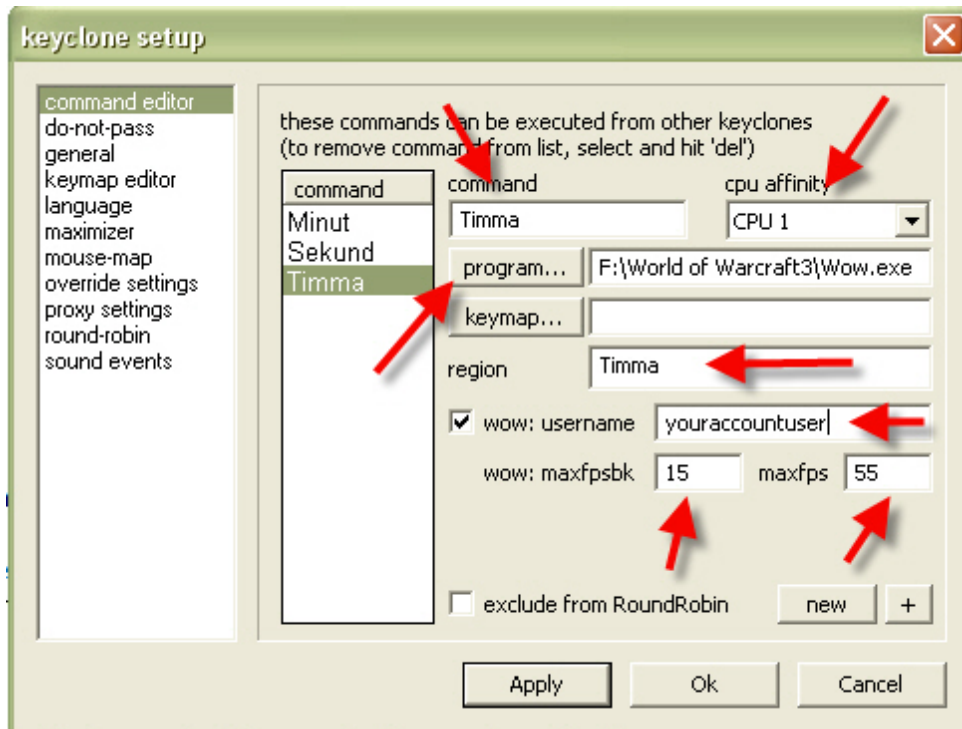 keyclone setup
command editor
do-not-pass
general
keymap editor
language
maximizer
mouse-map
override settings
proxy settings
round-robin
sound events
these commands can be executed from other keyclones
(to remove command from list, select and hit 'del')
command
Minut
Sekund
Timma
command
cpu affinity
Timma
CPU 1
program...
F:\World of Warcraft3\Wow.exe
keymap...
region
Timma
wow: username
youraccountuser
wow: maxfpsbk
15
maxfps
55
exclude from RoundRobin
new
+
Apply
Ok
Cancel